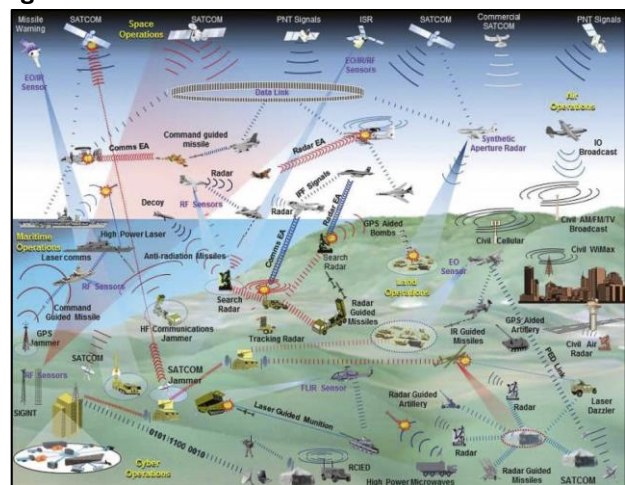 Missile
Warning
SATCOM
Space
Operations
SATCOM
PNT Signals
ISR
SATCOM
Commercial
SATCOM
PNT Signals
EO/IR
Sensor
EO/IR/RF
Sensors
Data Link
Air
Operations
Comms EA
Command guided
missile
Radar EA
Synthetic
Aperture Radar
IO
Broadcast
Radar
RF Sensors
IFF Signals
Decoy
Radar
GPS Aided
Bombs
Civil AM/FM/TV
Broadcast
Maritime
Operations
High Power Laser
Laser comms
Anti-radiation Missiles
Comms EA
Radar EA
Search
Radar
Civil Cellular
Civil WiMax
EO
Sensor
RF Sensors
Command
Guided Missile
Search
Radar
Land
Operations
GPS
Jammer
HF Communications
Jammer
Tracking Radar
Radar
Guided
Missiles
IR Guided
Missiles
GPS Aided
Artillery
Civil Air
Radar
SATCOM
SATCOM
Jammer
PED Link
RF Sensors
FLIR Sensor
Radar Guided
Artillery
Radar
Laser
Dazzler
SIGINT
Laser Guided Munition
0101 1100 0010
Radar
Cyber
Operations
RCIED
High Power Microwaves
Radar Guided
Missiles
SATCOM